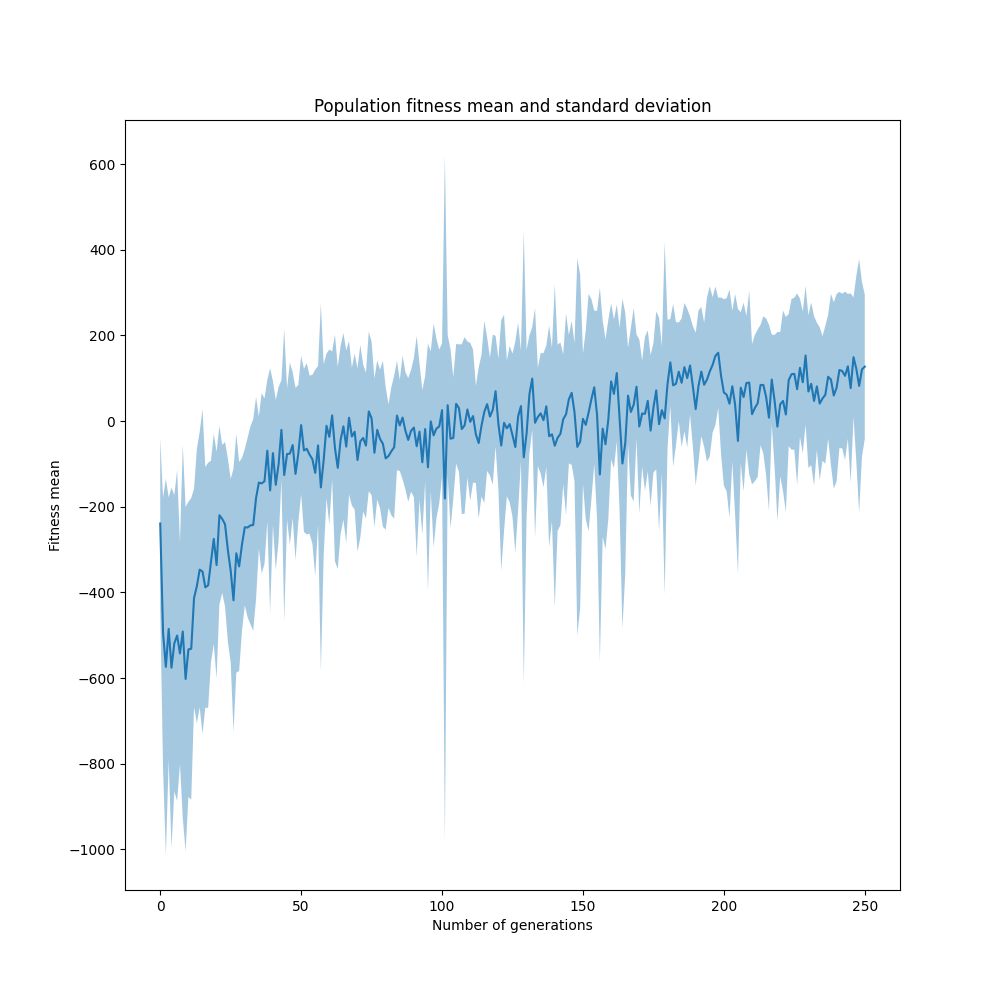 Population fitness mean and standard deviation
600
400
200
0
−200
−400
−600
−800
−1000
Fitness mean
0 50 100 150 200 250
Number of generations